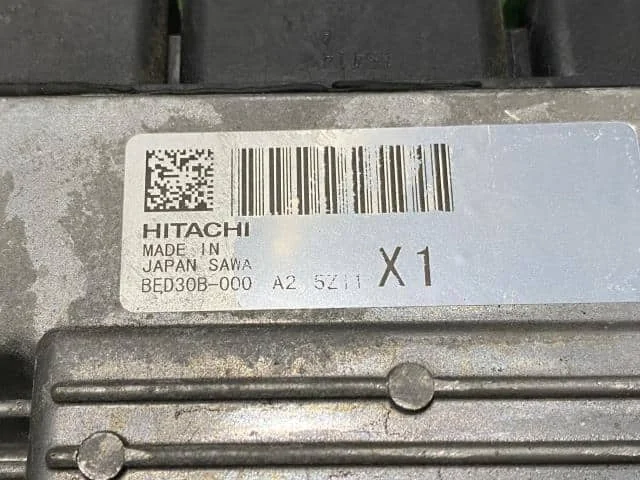 HITACHI
MADE IN
JAPAN SAWA
BED30B-000 A2 5Z11 X1